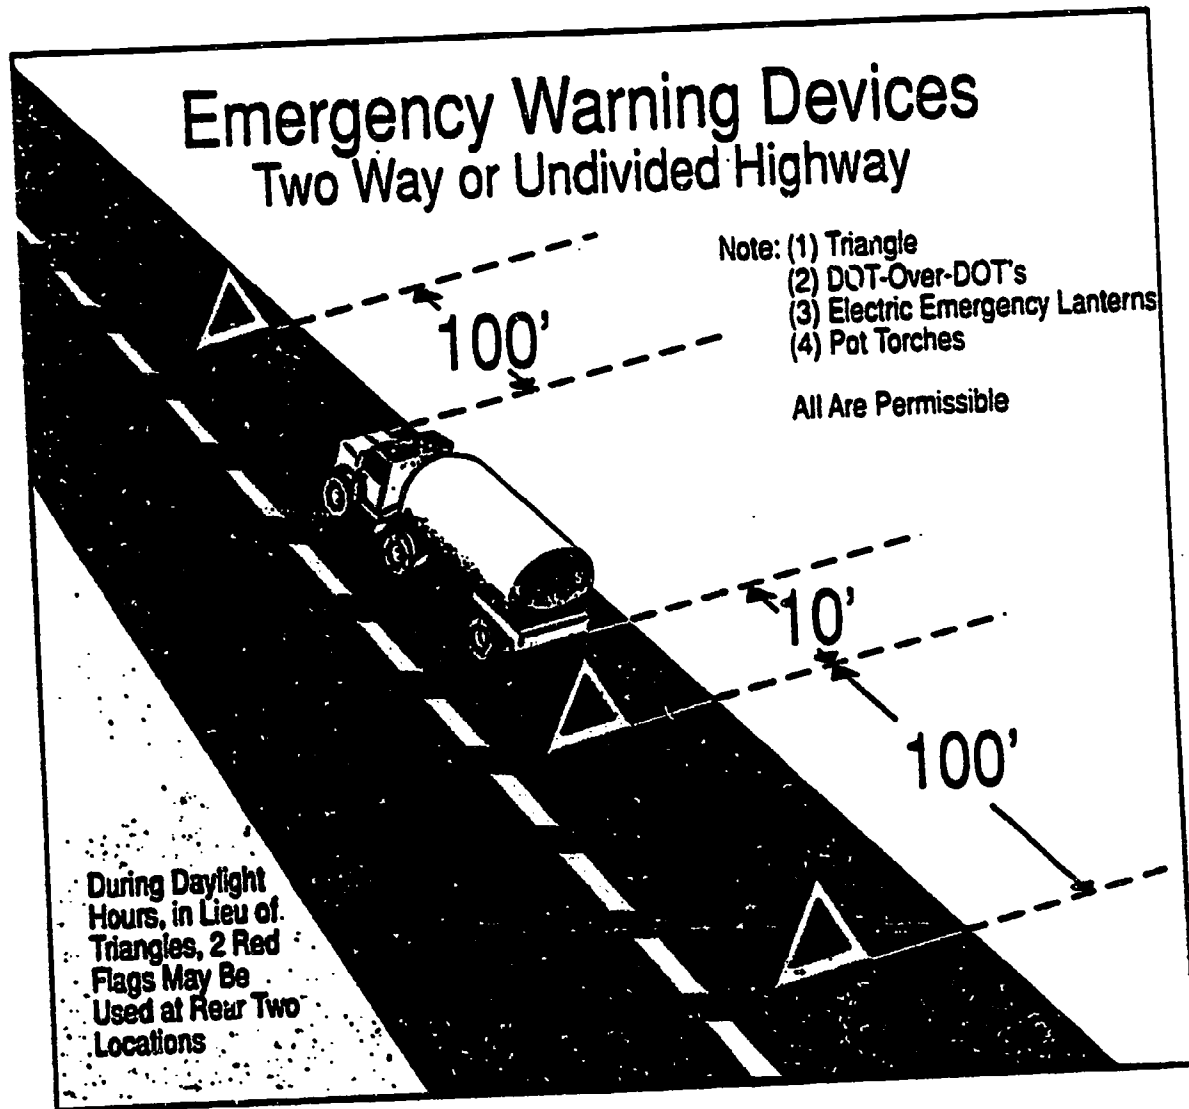 Emergency Warning Devices
Two Way or Undivided Highway
Note: (1) Triangle
(2) DOT-Over-DOT's
(3) Electric Emergency Lanterns
(4) Pot Torches
All Are Permissible
100'
10'
100'
During Daylight
Hours, in Lieu of
Triangles, 2 Red
Flags May Be
Used at Rear Two
Locations